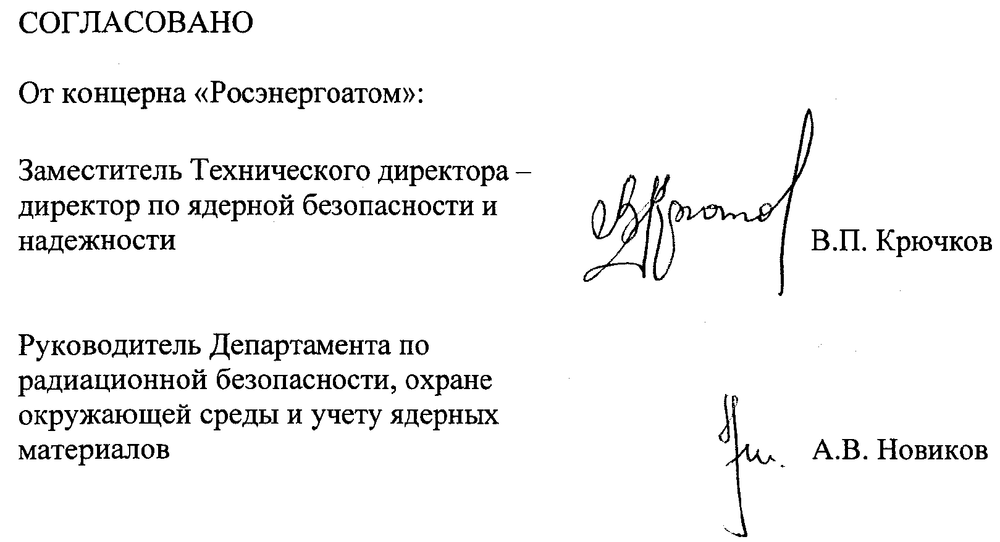 СОГЛАСОВАНО
От концерна «Росэнергоатом»:
Заместитель Технического директора –
директор по ядерной безопасности и
надежности
В.П. Крючков
Руководитель Департамента по
радиационной безопасности, охране
окружающей среды и учету ядерных
материалов
А.В. Новиков